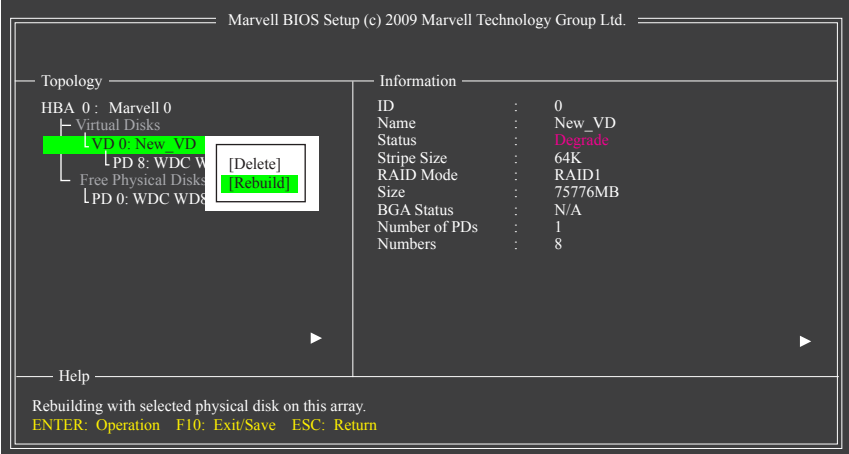 Marvell BIOS Setup (c) 2009 Marvell Technology Group Ltd.
Topology
HBA 0 : Marvell 0
Virtual Disks
VD 0: New_VD
PD 8: WDC
Free Physical Disks
PD 0: WDC
[Delete]
[Rebuild]
Information
ID : 0
Name : New_VD
Status : Degrade
Stripe Size : 64K
RAID Mode : RAID1
Size : 75776MB
BGA Status : N/A
Number of PDs : 1
Numbers : 8
Help
Rebuilding with selected physical disk on this array.
ENTER: Operation F10: Exit/Save ESC: Return